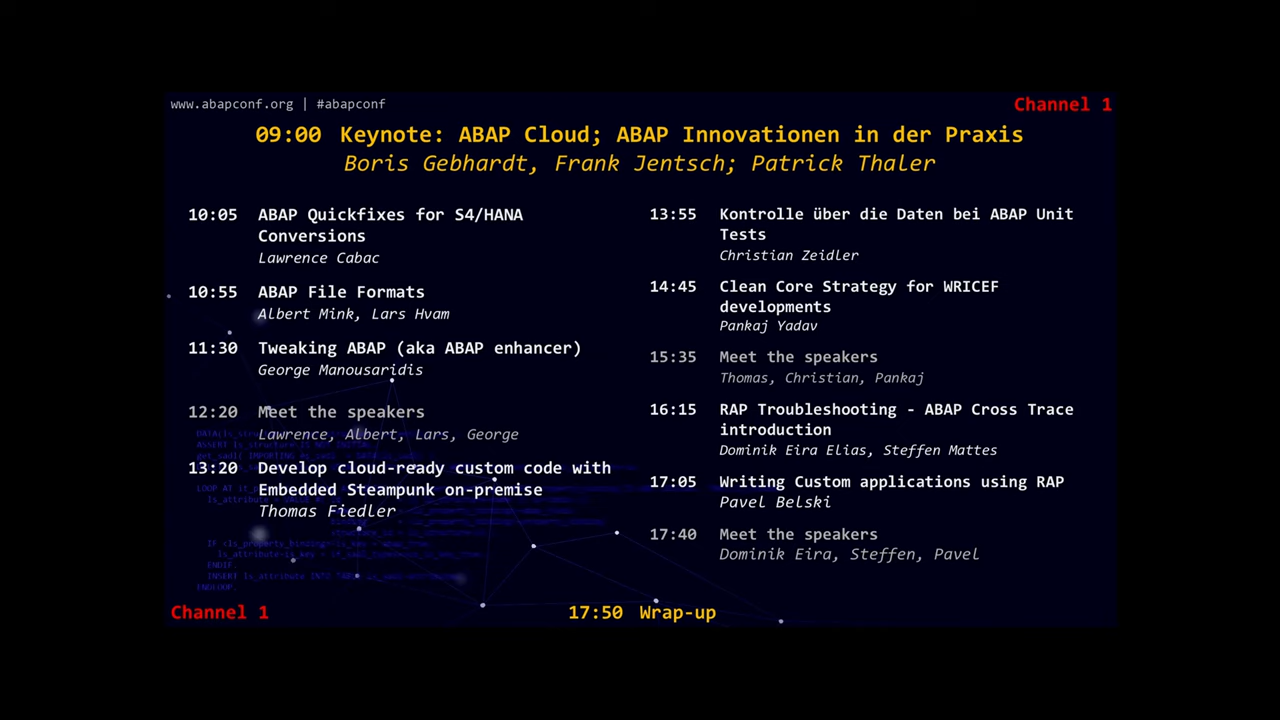 www.abapconf.org | #abapconf
Channel 1
09:00 Keynote: ABAP Cloud; ABAP Innovationen in der Praxis
Boris Gebhardt, Frank Jentsch; Patrick Thaler
10:05 ABAP Quickfixes for S4/HANA
Conversions
Lawrence Cabac
10:55 ABAP File Formats
Albert Mink, Lars Hvam
11:30 Tweaking ABAP (aka ABAP enhancer)
George Manousaridis
12:20 Meet the speakers
Lawrence, Albert, Lars, George
13:20 Develop cloud-ready custom code with
Embedded Steampunk on-premise
Thomas Fiedler
13:55 Kontrolle über die Daten bei ABAP Unit
Tests
Christian Zeidler
14:45 Clean Core Strategy for WRICEF
developments
Pankaj Yadav
15:35 Meet the speakers
Thomas, Christian, Pankaj
16:15 RAP Troubleshooting - ABAP Cross Trace
introduction
Dominik Eira Elias, Steffen Mattes
17:05 Writing Custom applications using RAP
Pavel Belski
17:40 Meet the speakers
Dominik Eira, Steffen, Pavel
ENDIF.
ENDLOOP.
Channel 1
17:50 Wrap-up